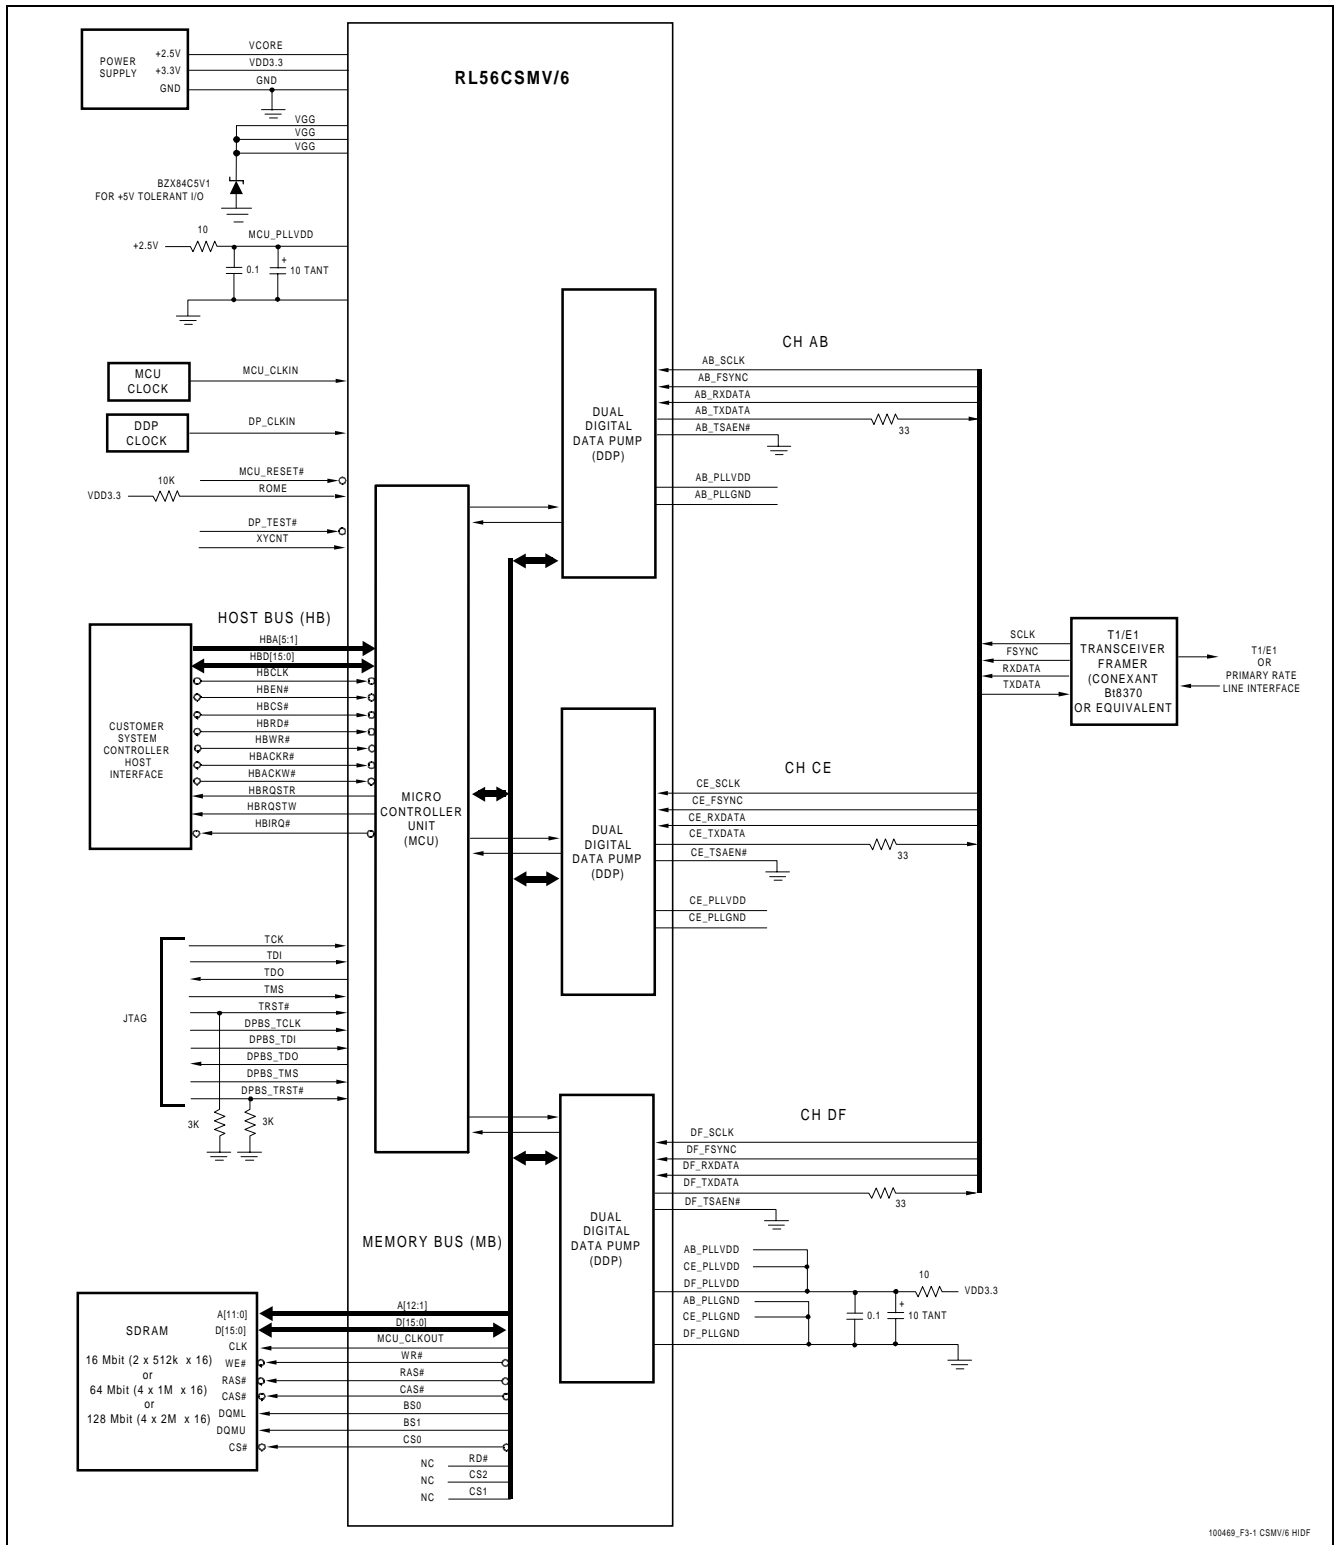 POWER
SUPPLY
+2.5V
+3.3V
GND
VCORE
VDD3.3
GND
RL56CSMV/6
VGG
VGG
VGG
BZX84C5V1
FOR +5V TOLERANT I/O
10
+2.5V
MCU_PLLVDD
0.1
+
10 TANT
MCU
CLOCK
MCU_CLKIN
DDP
CLOCK
DP_CLKIN
MCU_RESET#
10K
VDD3.3
ROME
DP_TEST#
XYCNT
HOST BUS (HB)
CUSTOMER
SYSTEM
CONTROLLER
HOST
INTERFACE
HBA[5:1]
HBD[15:0]
HBCLK
HBEN#
HBCS#
HBRD#
HBWR#
HBACKR#
HBACKW#
HBRQSTR
HBRQSTW
HBIRQ#
MICRO
CONTROLLER
UNIT
(MCU)
JTAG
TCK
TDI
TDO
TMS
TRST#
DPBS_TCLK
DPBS_TDI
DPBS_TDO
DPBS_TMS
DPBS_TRST#
3K
3K
DUAL
DIGITAL
DATA PUMP
(DDP)
CH AB
AB_SCLK
AB_FSYNC
AB_RXDATA
AB_TXDATA
33
AB_TSAEN#
AB_PLLVDD
AB_PLLGND
SCLK
FSYNC
RXDATA
TXDATA
T1/E1
TRANSCEIVER
FRAMER
(CONEXANT
Bt8370
OR EQUIVALENT
T1/E1
OR
PRIMARY RATE
LINE INTERFACE
DUAL
DIGITAL
DATA PUMP
(DDP)
CH CE
CE_SCLK
CE_FSYNC
CE_RXDATA
CE_TXDATA
33
CE_TSAEN#
CE_PLLVDD
CE_PLLGND
DUAL
DIGITAL
DATA PUMP
(DDP)
CH DF
DF_SCLK
DF_FSYNC
DF_RXDATA
DF_TXDATA
33
DF_TSAEN#
AB_PLLVDD
CE_PLLVDD
DF_PLLVDD
AB_PLLGND
CE_PLLGND
DF_PLLGND
10
VDD3.3
0.1
+
10 TANT
MEMORY BUS (MB)
SDRAM
16 Mbit (2 x 512k x 16)
or
64 Mbit (4 x 1M x 16)
or
128 Mbit (4 x 2M x 16)
A[11:0]
D[15:0]
CLK
WE#
RAS#
CAS#
DQML
DQMU
CS#
A[12:1]
D[15:0]
MCU_CLKOUT
WR#
RAS#
CAS#
BS0
BS1
CS0
NC RD#
NC CS2
NC CS1
100469_F3-1 CSMV/6 HIDF